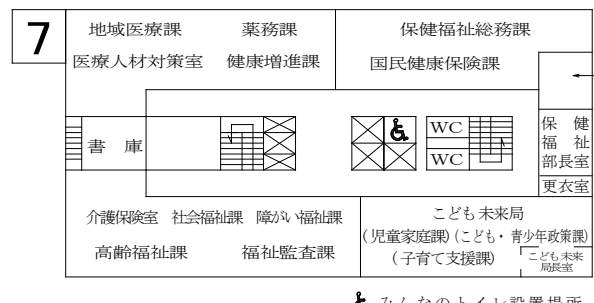 7
地域医療課 薬務課
医療人材対策室 健康増進課
保健福祉総務課
国民健康保険課
書庫
WC
WC
保健
福祉
部長室
更衣室
介護保険室 社会福祉課 障がい福祉課
高齢福祉課 福祉監査課
こども未来局
(児童家庭課)(こども・青少年政策課)
(子育て支援課)
こども未来
局長室
みんなのトイレ設置場所